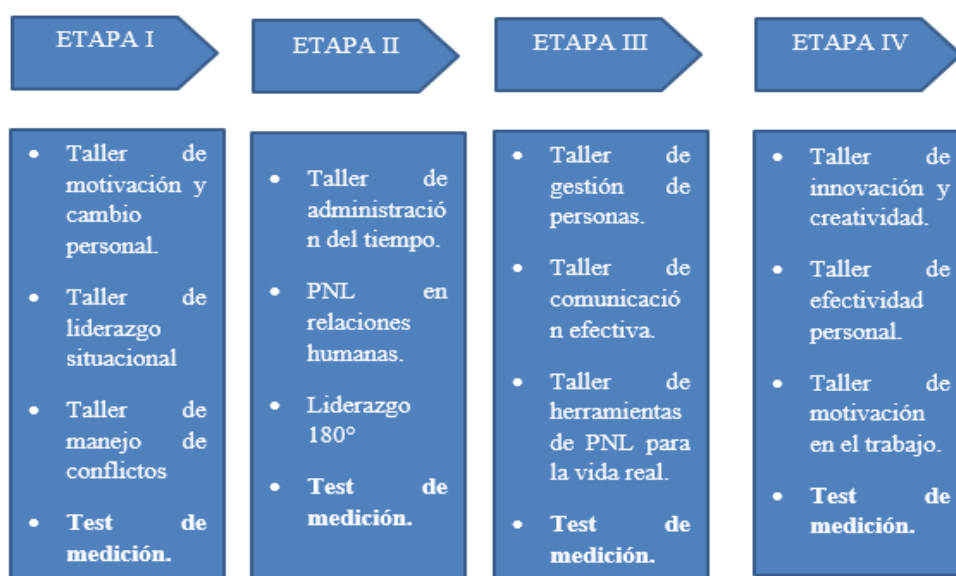 ETAPA I
• Taller de
motivación y
cambio
personal.
• Taller de
liderazgo
situacional
• Taller de
manejo de
conflictos
• Test de
medición.
ETAPA II
• Taller de
administració
n del tiempo.
• PNL en
relaciones
humanas.
• Liderazgo
180°
• Test de
medición.
ETAPA III
• Taller de
gestión de
personas.
• Taller de
comunicació
n efectiva.
• Taller de
herramientas
de PNL para
la vida real.
• Test de
medición.
ETAPA IV
• Taller de
innovación y
creatividad.
• Taller de
efectividad
personal.
• Taller de
motivación
en el trabajo.
• Test de
medición.